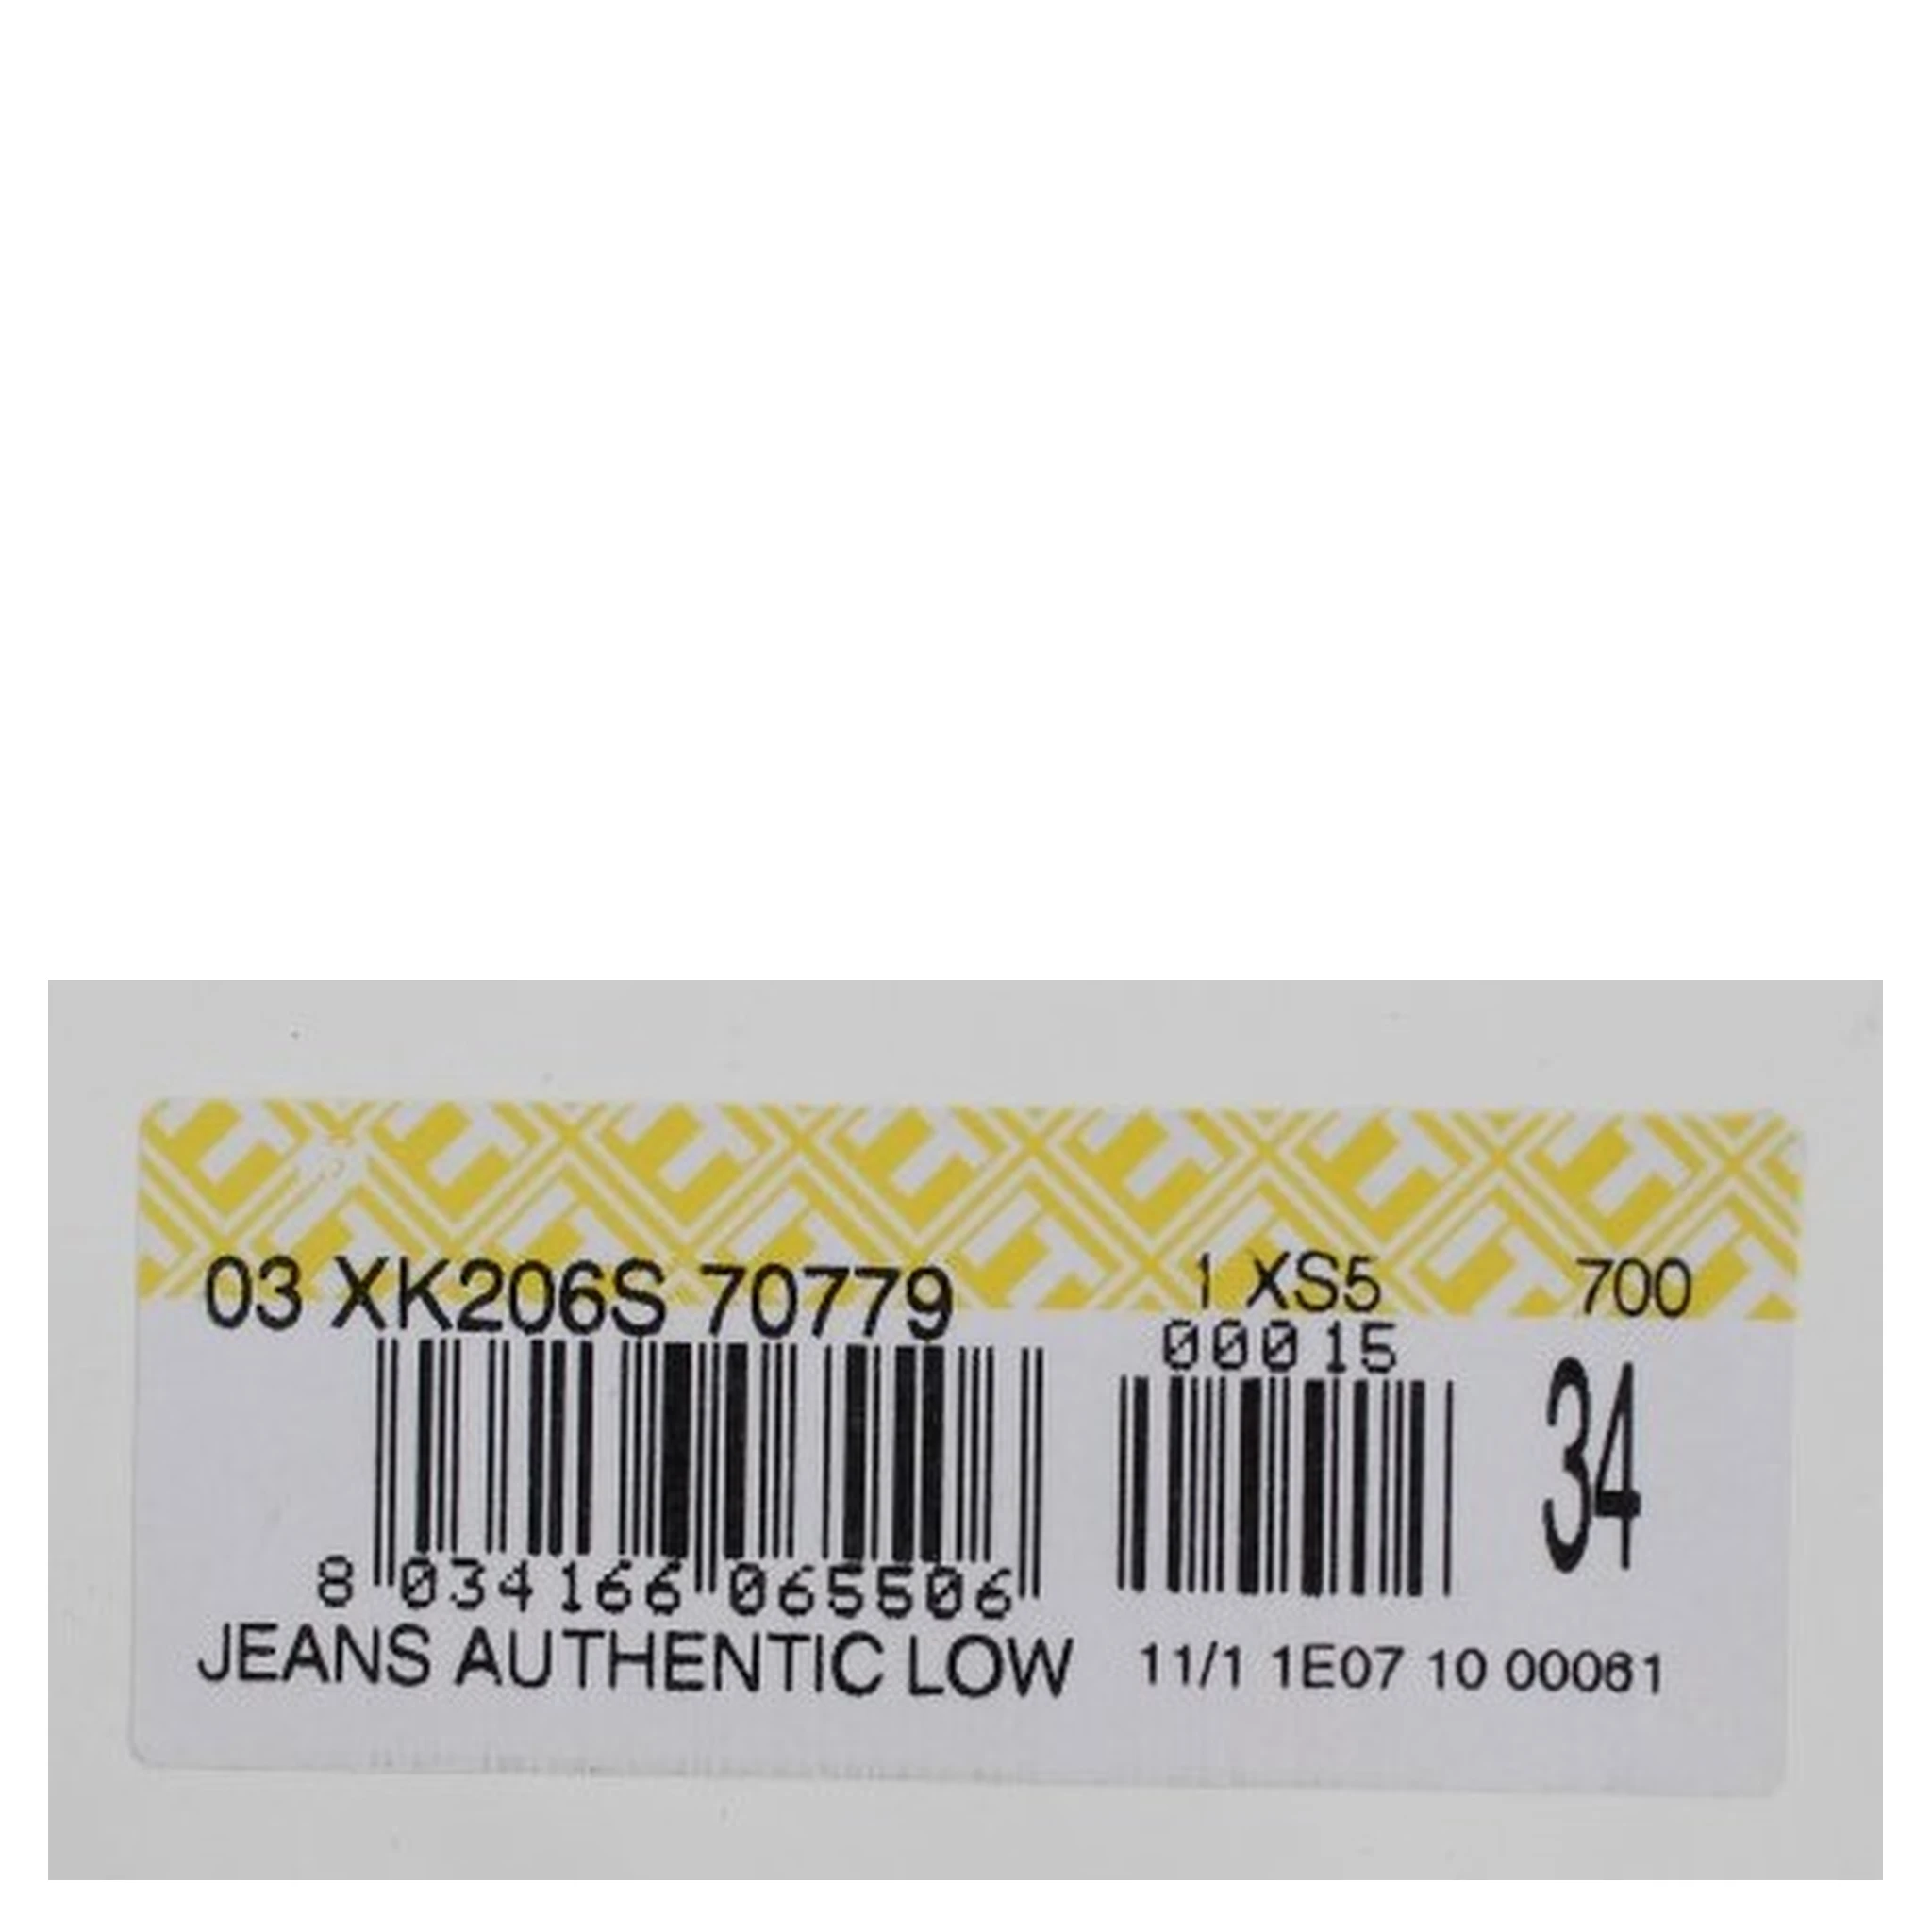 03 XK206S 70779
1 XS5 700
00015
34
8 034166 065506
JEANS AUTHENTIC LOW
11/1 1E07 10 00061